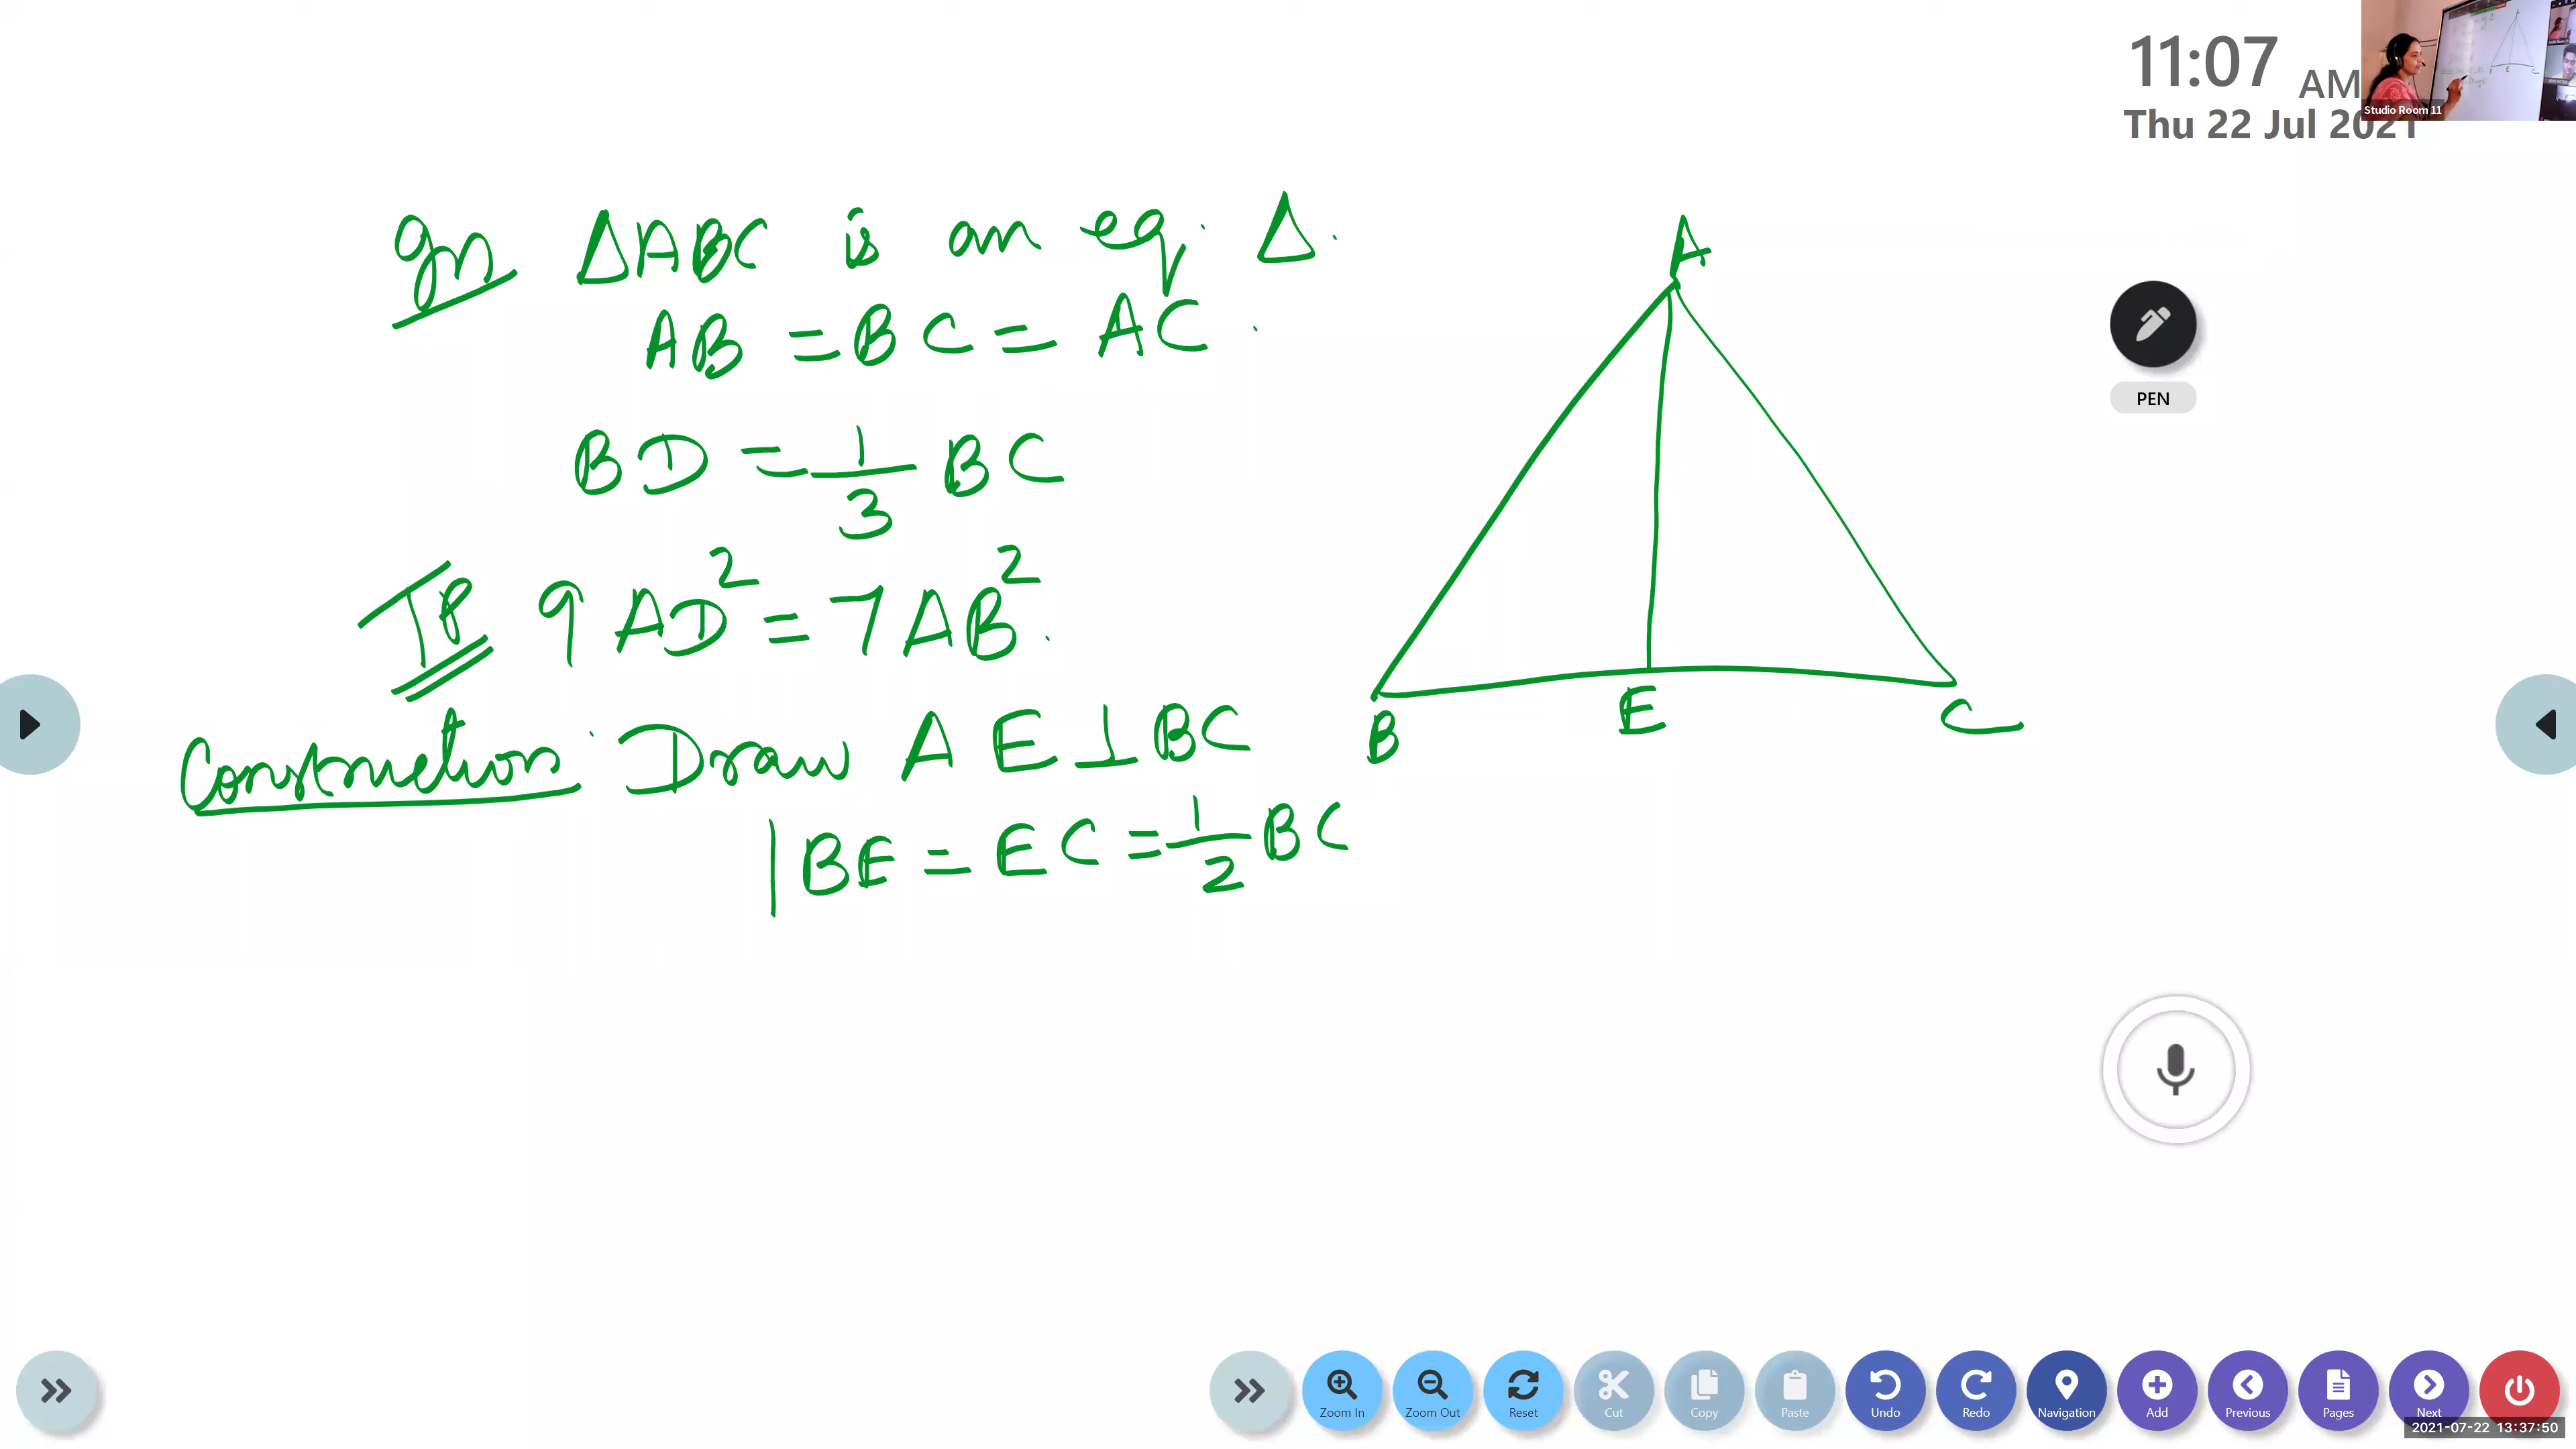 11:07 AM
Thu 22 Jul 2021
Studio Room 11
gn ΔABC is an eq. Δ.
AB = BC = AC.
BD = 1/3 BC
TP 9 AD² = 7AB².
Construction: Draw AE ⊥ BC
BE = EC = 1/2 BC
A
B
E
C
PEN
Zoom In
Zoom Out
Reset
Cut
Copy
Paste
Undo
Redo
Navigation
Add
Previous
Pages
Next
2021-07-22 13:37:50